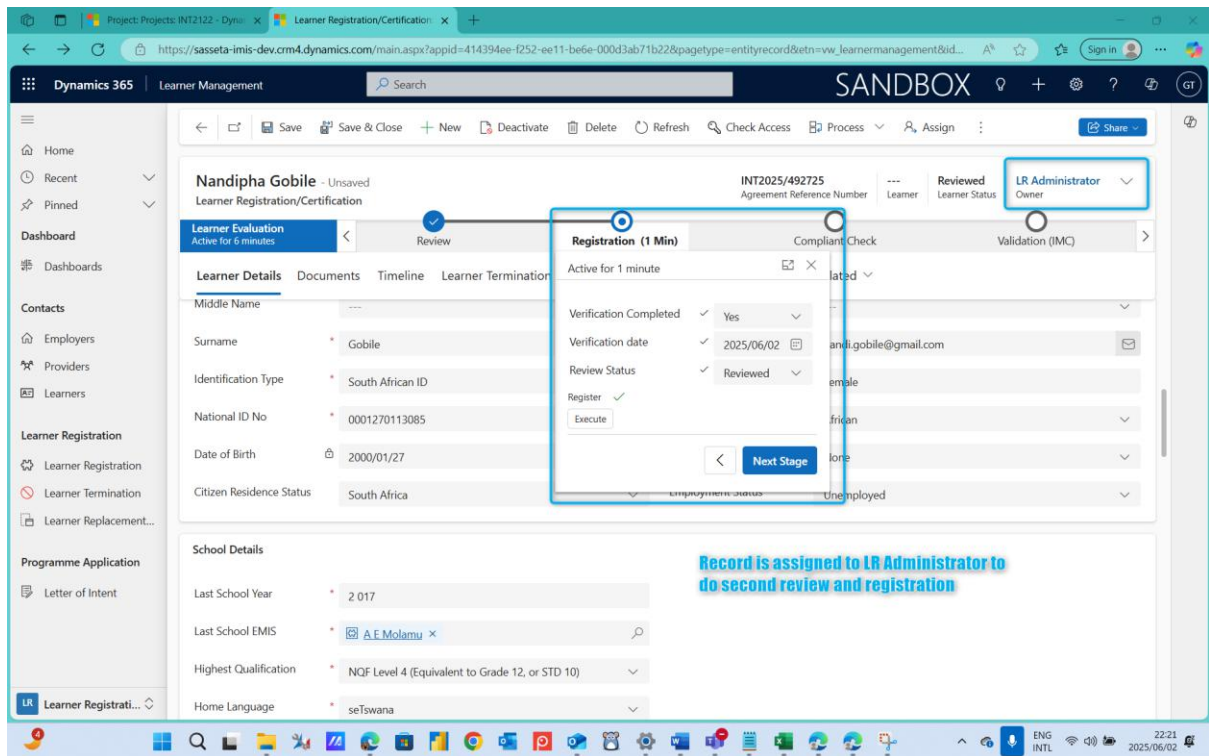 Project: Projects: INT2122 - Dynar
Learner Registration/Certification
https://sasseta-imis-dev.crm4.dynamics.com/main.aspx?appid=414394ee-f252-ee11-be6e-000d3ab71b22&pagetype=entityrecord&etn=vw_learnermanagement&id...
Sign in
Dynamics 365
Learner Management
Search
SANDBOX
GT
Save
Save & Close
New
Deactivate
Delete
Refresh
Check Access
Process
Assign
Share
Home
Recent
Pinned
Dashboard
Dashboards
Contacts
Employers
Providers
Learners
Learner Registration
Learner Registration
Learner Termination
Learner Replacement...
Programme Application
Letter of Intent
LR Learner Registrati...
Nandipha Gobile - Unsaved
Learner Registration/Certification
INT2025/492725
Agreement Reference Number
---
Learner
Reviewed
Learner Status
LR Administrator
Owner
Learner Evaluation
Active for 6 minutes
Review
Registration (1 Min)
Compliant Check
Validation (IMC)
Learner Details Documents Timeline Learner Termination
lated
Active for 1 minute
Verification Completed Yes
Verification date 2025/06/02
Review Status Reviewed
Register
Execute
Next Stage
Middle Name ---
Surname * Gobile
andi.gobile@gmail.com
Identification Type * South African ID
emale
National ID No * 0001270113085
frican
Date of Birth 2000/01/27
lone
Citizen Residence Status South Africa
Employment Status Unemployed
School Details
Record is assigned to LR Administrator to
do second review and registration
Last School Year * 2 017
Last School EMIS * A E Molamu ×
Highest Qualification * NQF Level 4 (Equivalent to Grade 12, or STD 10)
Home Language * seTswana
4
ENG
INTL
22:21
2025/06/02